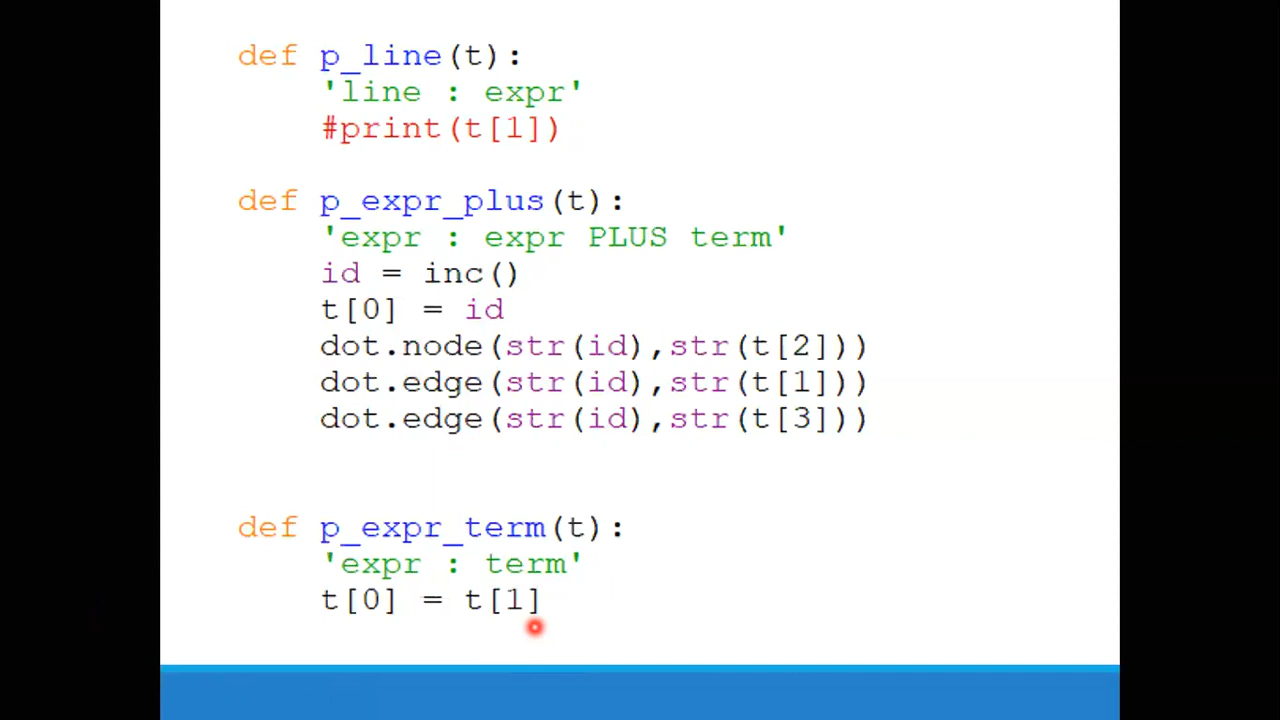 def p_line(t):
    'line : expr'
    #print(t[1])
def p_expr_plus(t):
    'expr : expr PLUS term'
    id = inc()
    t[0] = id
    dot.node(str(id),str(t[2]))
    dot.edge(str(id),str(t[1]))
    dot.edge(str(id),str(t[3]))
def p_expr_term(t):
    'expr : term'
    t[0] = t[1]